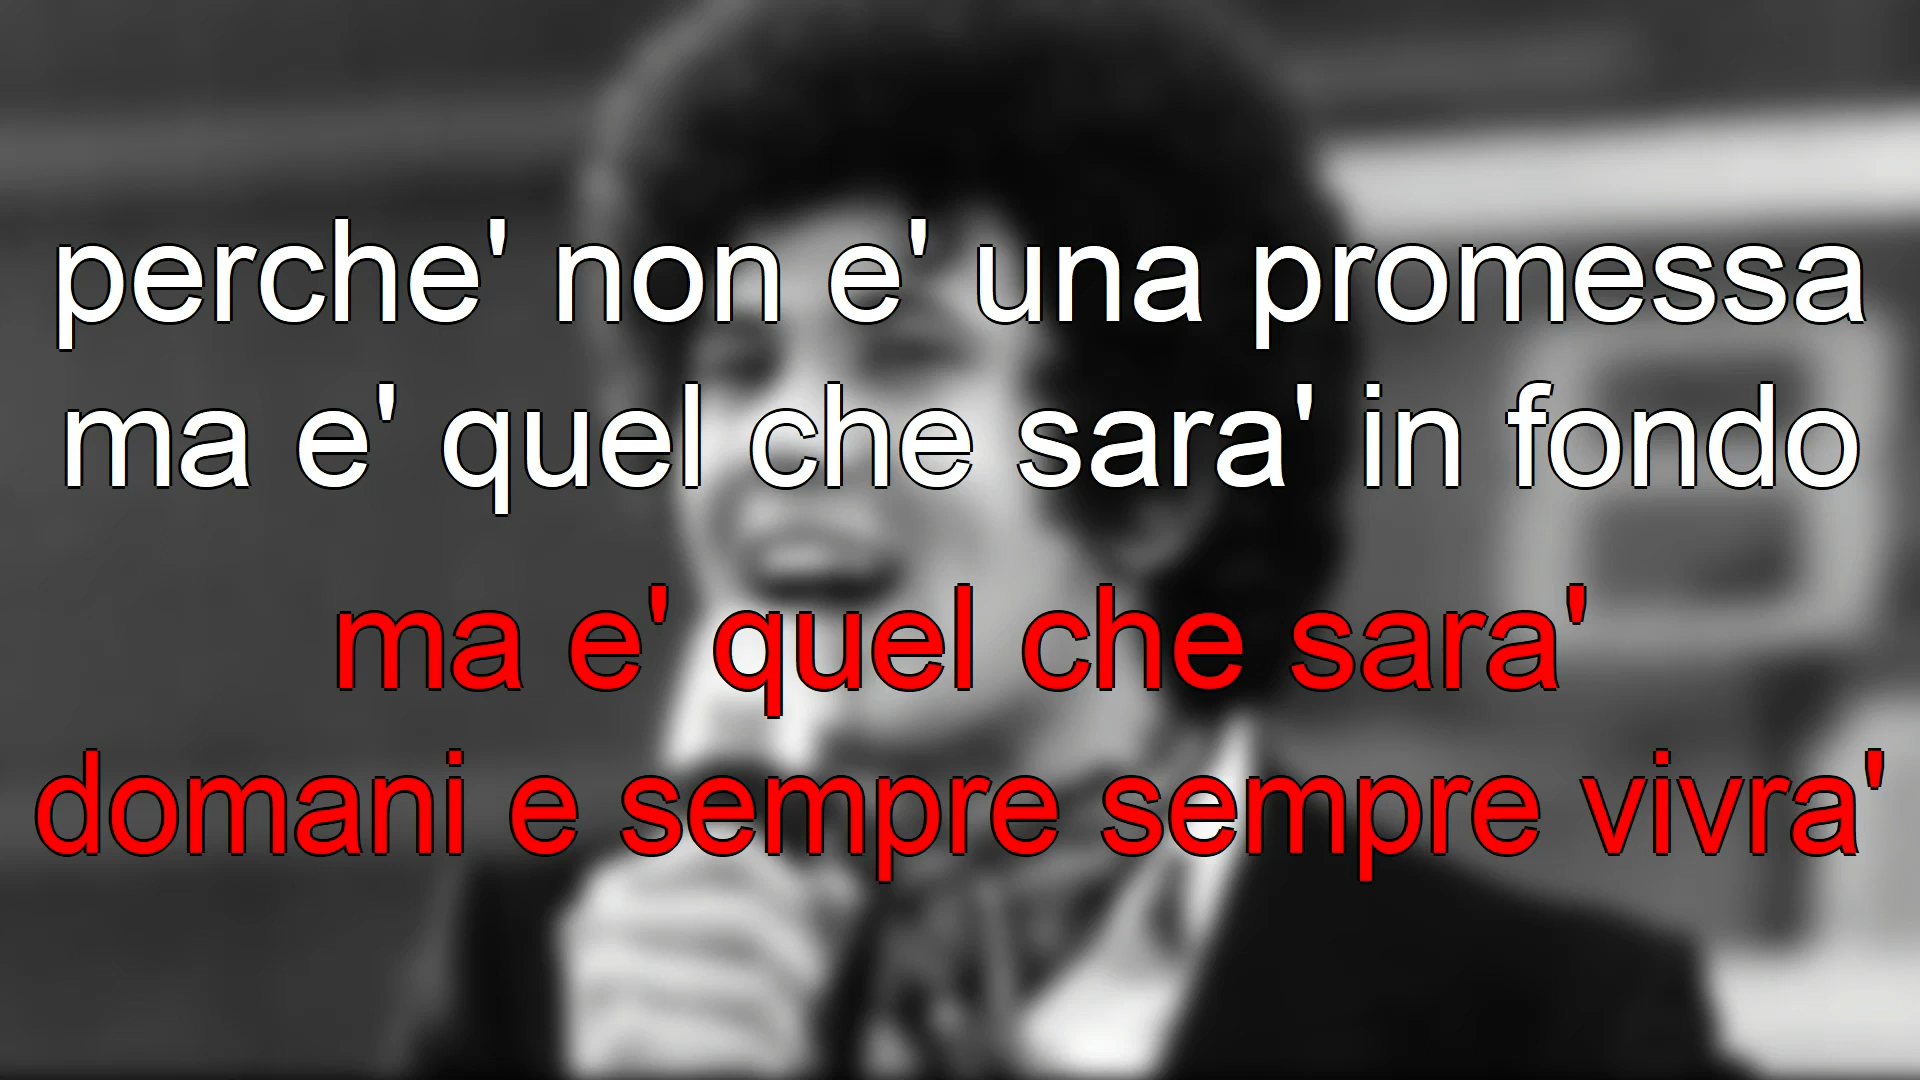 perche' non e' una promessa
ma e' quel che sara' in fondo
ma e' quel che sara'
domani e sempre sempre vivra'